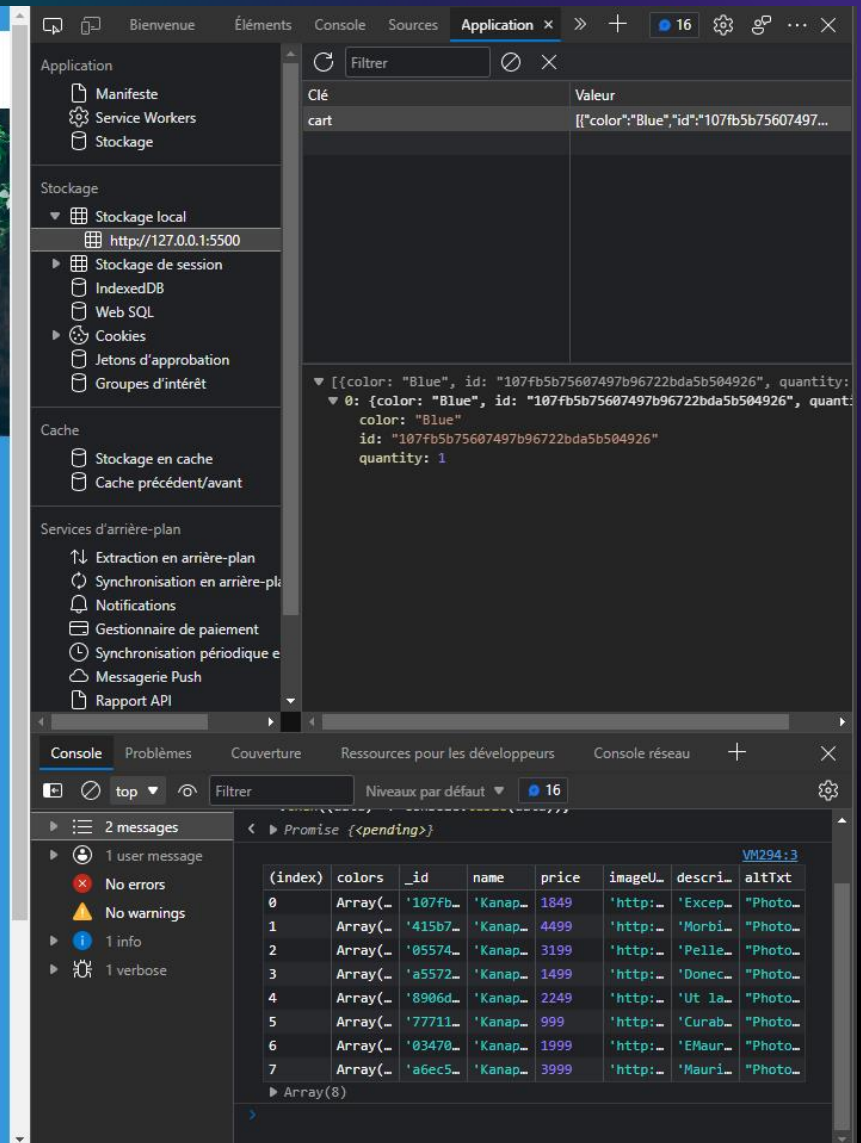 Bienvenue Éléments Console Sources Application × » + 16 ⋯ ×
Application
Manifeste
Service Workers
Stockage
Stockage
Stockage local
http://127.0.0.1:5500
Stockage de session
IndexedDB
Web SQL
Cookies
Jetons d'approbation
Groupes d'intérêt
Cache
Stockage en cache
Cache précédent/avant
Services d'arrière-plan
Extraction en arrière-plan
Synchronisation en arrière-pla
Notifications
Gestionnaire de paiement
Synchronisation périodique e
Messagerie Push
Rapport API
Filtrer
Clé Valeur
cart [{"color":"Blue","id":"107fb5b75607497...
▼ [{color: "Blue", id: "107fb5b75607497b96722bda5b504926", quantity:
▼ 0: {color: "Blue", id: "107fb5b75607497b96722bda5b504926", quant
color: "Blue"
id: "107fb5b75607497b96722bda5b504926"
quantity: 1
Console Problèmes Couverture Ressources pour les développeurs Console réseau + ×
top ▼ Filtrer Niveaux par défaut ▼ 16
2 messages
1 user message
No errors
No warnings
1 info
1 verbose
Promise {<pending>}
VM294:3
(index) colors _id name price imageU… descri… altTxt
0 Array(… '107fb… 'Kanap… 1849 'http:… 'Excep… "Photo…
1 Array(… '415b7… 'Kanap… 4499 'http:… 'Morbi… "Photo…
2 Array(… '05574… 'Kanap… 3199 'http:… 'Pelle… "Photo…
3 Array(… 'a5572… 'Kanap… 1499 'http:… 'Donec… "Photo…
4 Array(… '8906d… 'Kanap… 2249 'http:… 'Ut la… "Photo…
5 Array(… '77711… 'Kanap… 999 'http:… 'Curab… "Photo…
6 Array(… '03470… 'Kanap… 1999 'http:… 'EMaur… "Photo…
7 Array(… 'a6ec5… 'Kanap… 3999 'http:… 'Mauri… "Photo…
▶ Array(8)